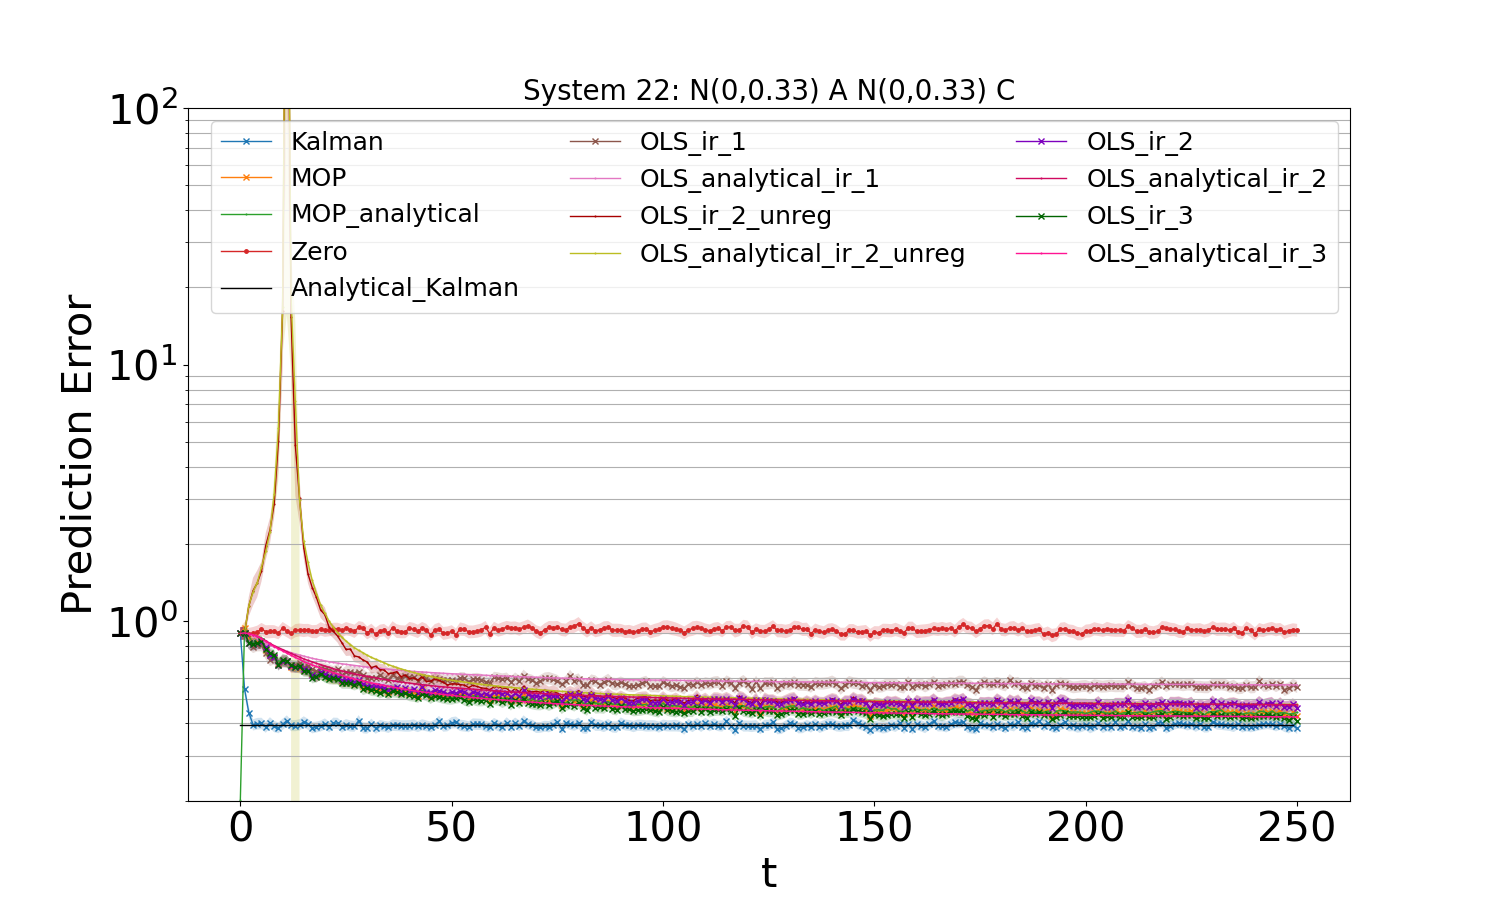 System 22: N(0,0.33) A N(0,0.33) C
Prediction Error
10²
10¹
10⁰
Kalman
MOP
MOP_analytical
Zero
Analytical_Kalman
OLS_ir_1
OLS_analytical_ir_1
OLS_ir_2_unreg
OLS_analytical_ir_2_unreg
OLS_ir_2
OLS_analytical_ir_2
OLS_ir_3
OLS_analytical_ir_3
0 50 100 150 200 250
t